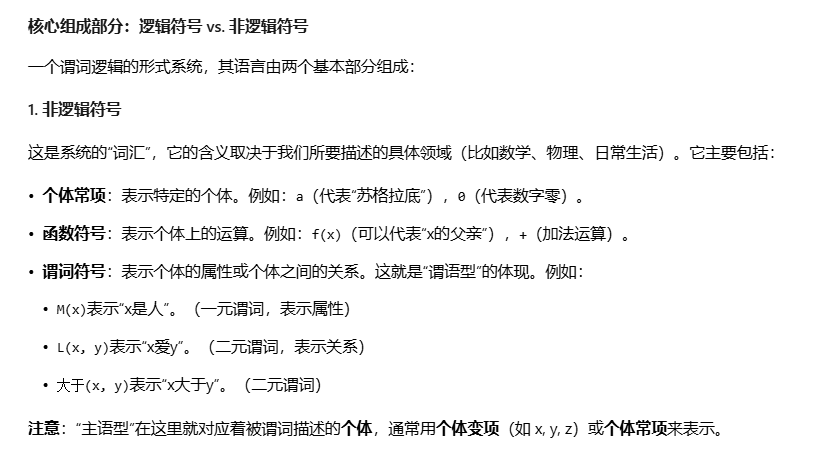 核心组成部分：逻辑符号 vs. 非逻辑符号
一个谓词逻辑的形式系统，其语言由两个基本部分组成：
1. 非逻辑符号
这是系统的“词汇”，它的含义取决于我们所要描述的具体领域（比如数学、物理、日常生活）。它主要包括：
• 个体常项：表示特定的个体。例如：a（代表“苏格拉底”），0（代表数字零）。
• 函数符号：表示个体上的运算。例如：f(x)（可以代表“x的父亲”），+（加法运算）。
• 谓词符号：表示个体的属性或个体之间的关系。这就是“谓语型”的体现。例如：
• M(x)表示“x是人”。（一元谓词，表示属性）
• L(x, y)表示“x爱y”。（二元谓词，表示关系）
• 大于(x, y)表示“x大于y”。（二元谓词）
注意：“主语型”在这里就对应着被谓词描述的个体，通常用个体变项（如 x, y, z）或个体常项来表示。